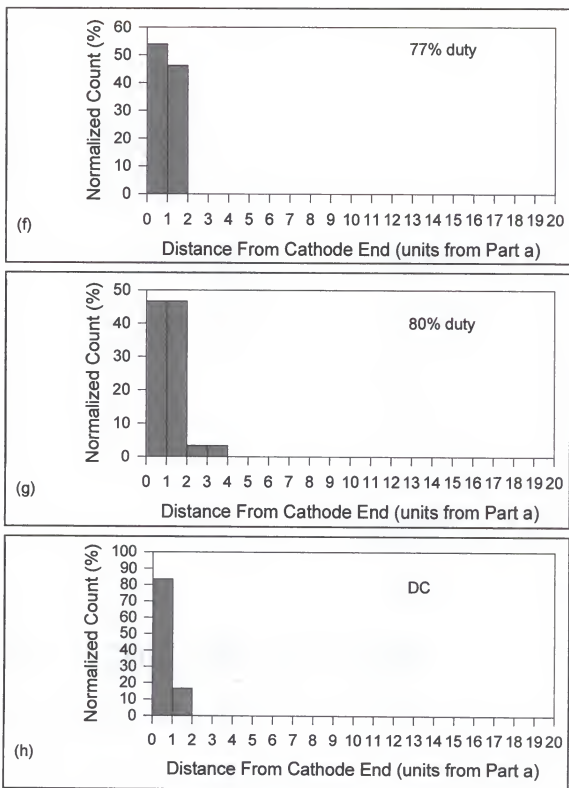 60
50
40
30
20
10
0
Normalized Count (%)
77% duty
0 1 2 3 4 5 6 7 8 9 10 11 12 13 14 15 16 17 18 19 20
(f)
Distance From Cathode End (units from Part a)
50
40
30
20
10
0
Normalized Count (%)
80% duty
0 1 2 3 4 5 6 7 8 9 10 11 12 13 14 15 16 17 18 19 20
(g)
Distance From Cathode End (units from Part a)
100
90
80
70
60
50
40
30
20
10
0
Normalized Count (%)
DC
0 1 2 3 4 5 6 7 8 9 10 11 12 13 14 15 16 17 18 19 20
(h)
Distance From Cathode End (units from Part a)